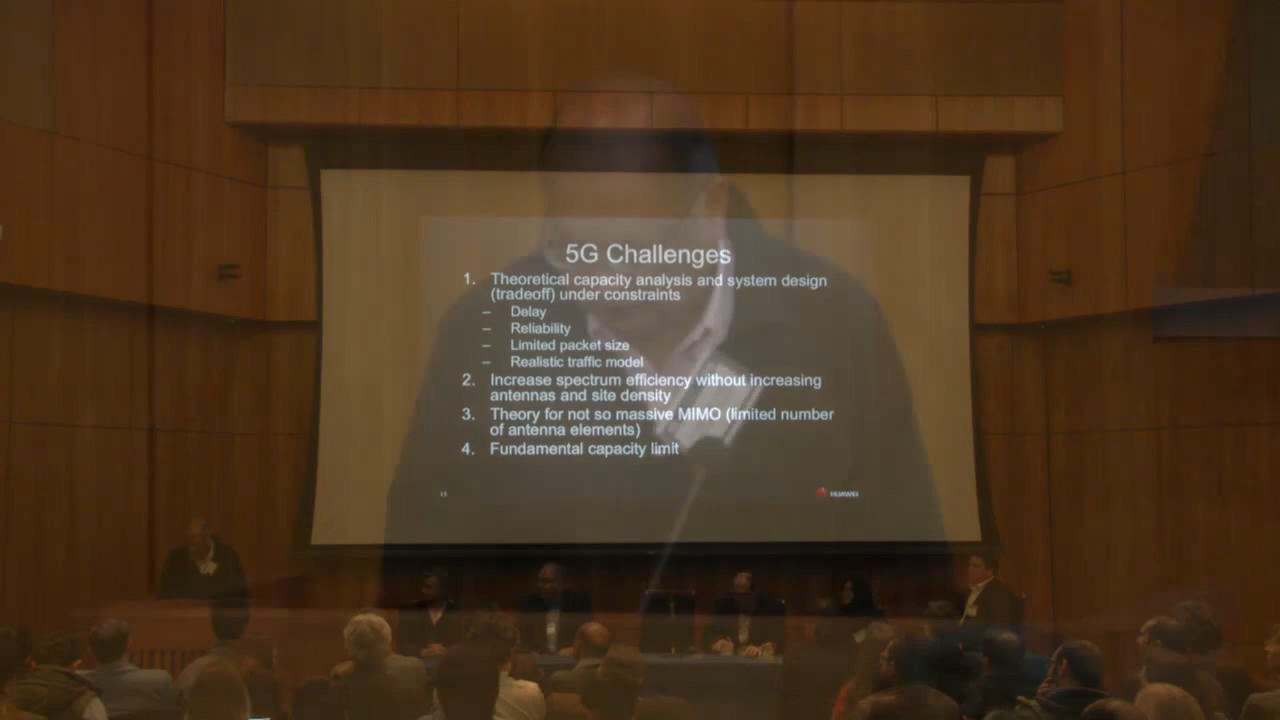 5G Challenges
1. Theoretical capacity analysis and system design
(tradeoff) under constraints
– Delay
– Reliability
– Limited packet size
– Realistic traffic model
2. Increase spectrum efficiency without increasing
antennas and site density
3. Theory for not so massive MIMO (limited number
of antenna elements)
4. Fundamental capacity limit
HUAWEI